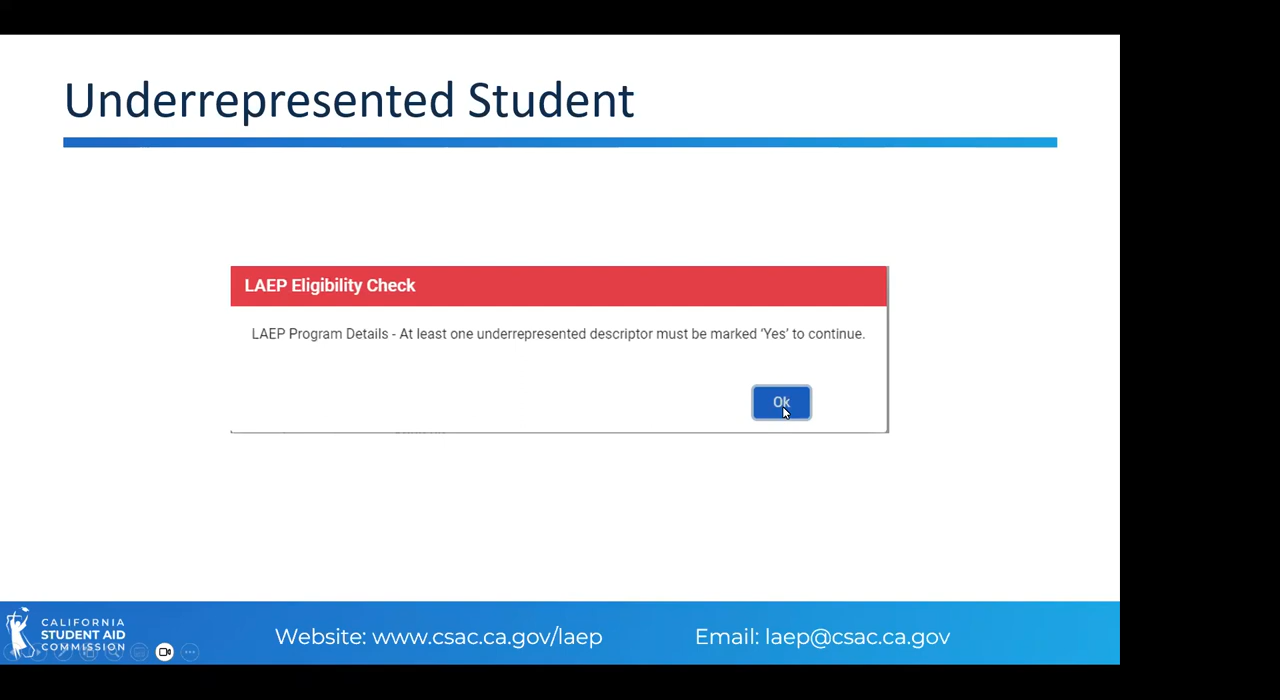 Underrepresented Student
LAEP Eligibility Check
LAEP Program Details - At least one underrepresented descriptor must be marked ‘Yes’ to continue.
Ok
CALIFORNIA
STUDENT AID
COMMISSION
Website: www.csac.ca.gov/laep
Email: laep@csac.ca.gov